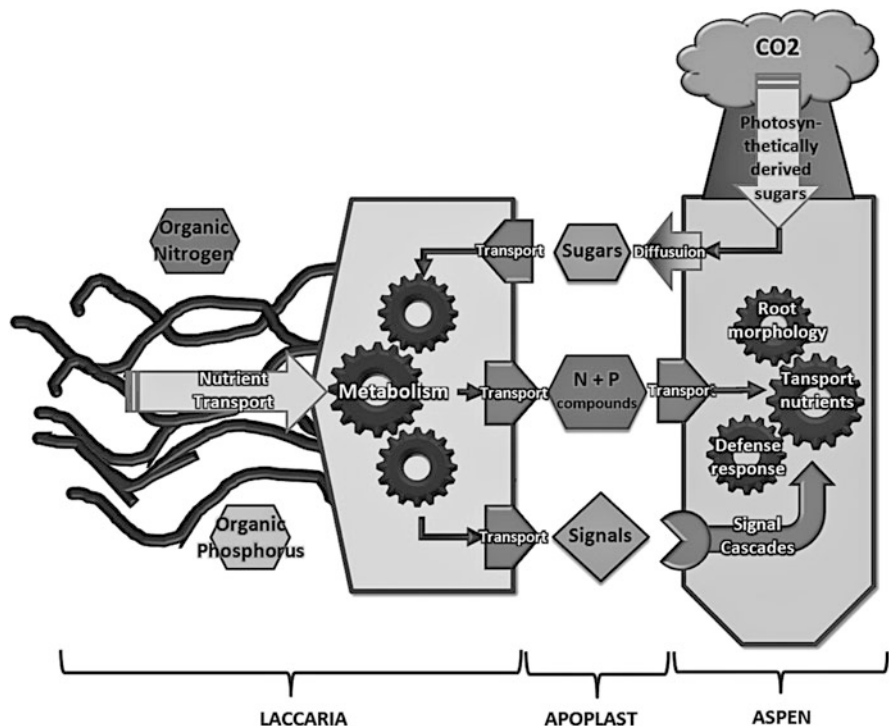 CO2
Photosyn-
thetically
derived
sugars
Organic
Nitrogen
Transport
Sugars
Diffusuion
Root
morphology
Nutrient
Transport
Metabolism
Transport
N + P
compounds
Transport
Tansport
nutrients
Defense
response
Organic
Phosphorus
Transport
Signals
Signal
Cascades
LACCARIA
APOPLAST
ASPEN